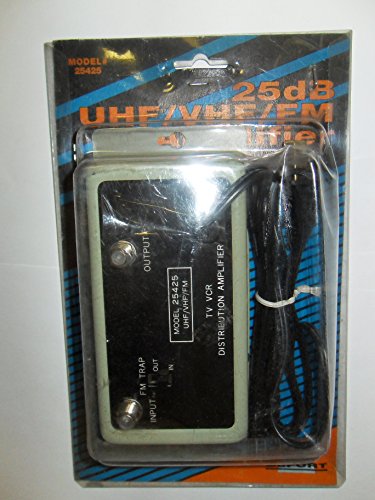 MODEL #
25425
25dB
UHF/VHF/FM
OUTPUT
MODEL 25425
UHF/VHF/FM
TV VCR
DISTRIBUTION AMPLIFIER
FM TRAP
OUT
IN
INPUT